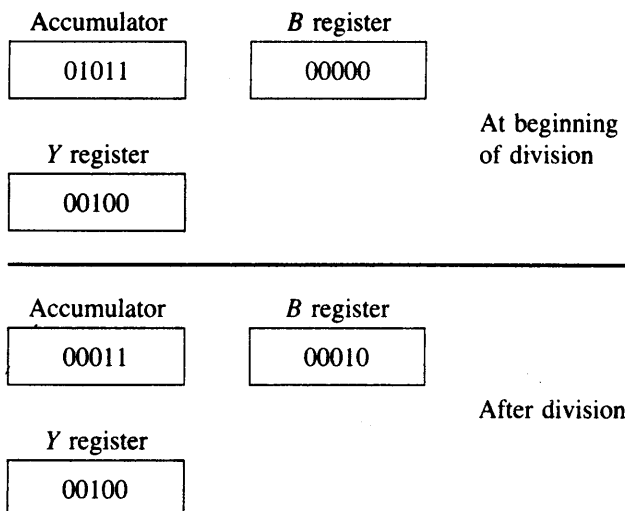 Accumulator
B register
01011
00000
At beginning
of division
Y register
00100
Accumulator
B register
00011
00010
After division
Y register
00100